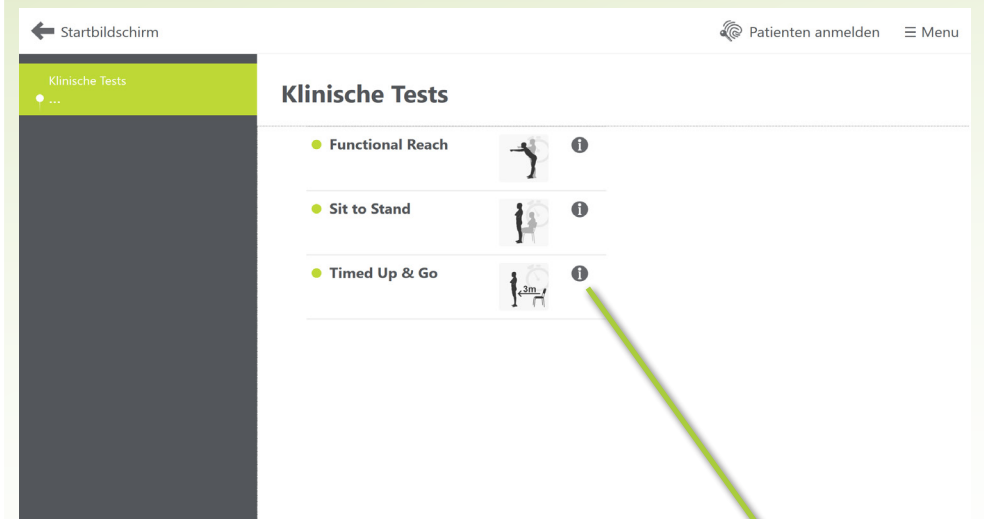 Startbildschirm
Patienten anmelden
☰ Menu
Klinische Tests
...
Klinische Tests
Functional Reach
Sit to Stand
Timed Up & Go
3m